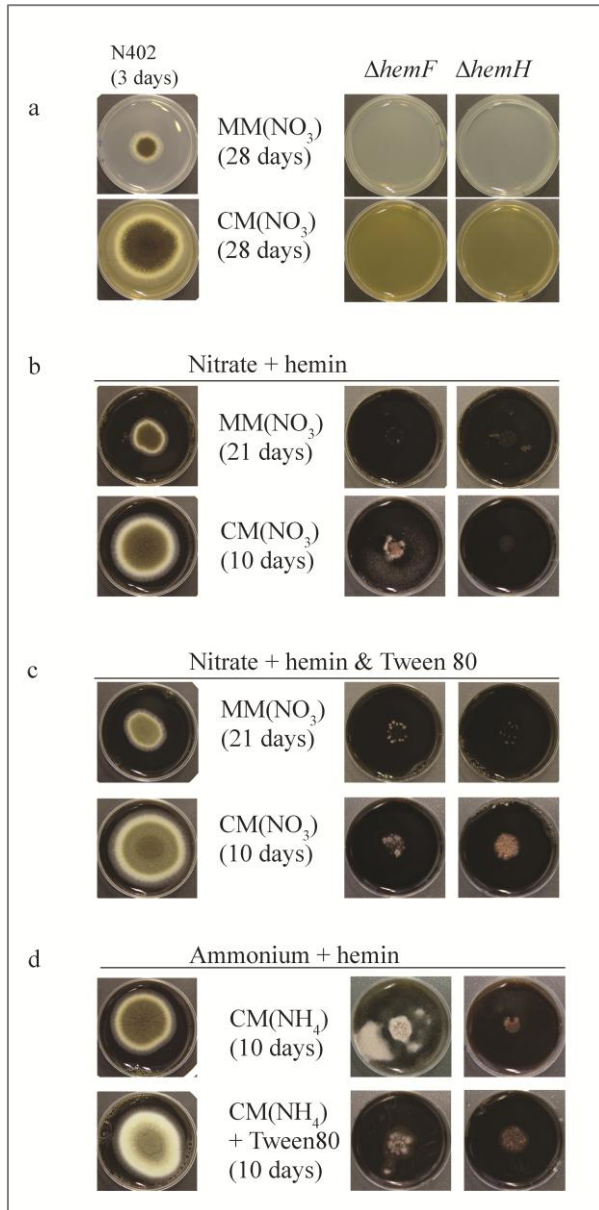 N402
(3 days)
ΔhemF ΔhemH
a
MM(NO₃)
(28 days)
CM(NO₃)
(28 days)
b
Nitrate + hemin
MM(NO₃)
(21 days)
CM(NO₃)
(10 days)
c
Nitrate + hemin & Tween 80
MM(NO₃)
(21 days)
CM(NO₃)
(10 days)
d
Ammonium + hemin
CM(NH₄)
(10 days)
CM(NH₄)
+ Tween80
(10 days)